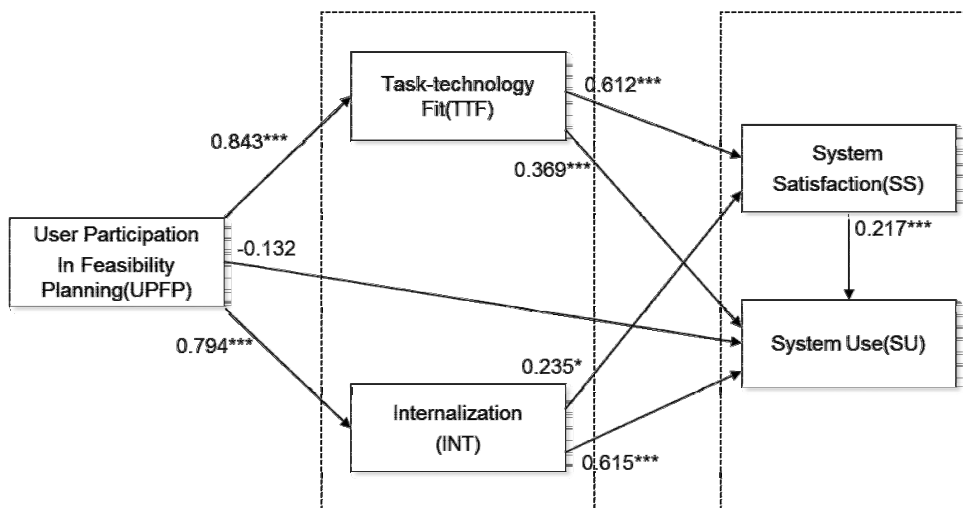 Task-technology
Fit(TTF)
0.612***
0.843***
0.369***
System
Satisfaction(SS)
User Participation
In Feasibility
Planning(UPFP)
-0.132
0.217***
System Use(SU)
0.794***
0.235*
Internalization
(INT)
0.615***